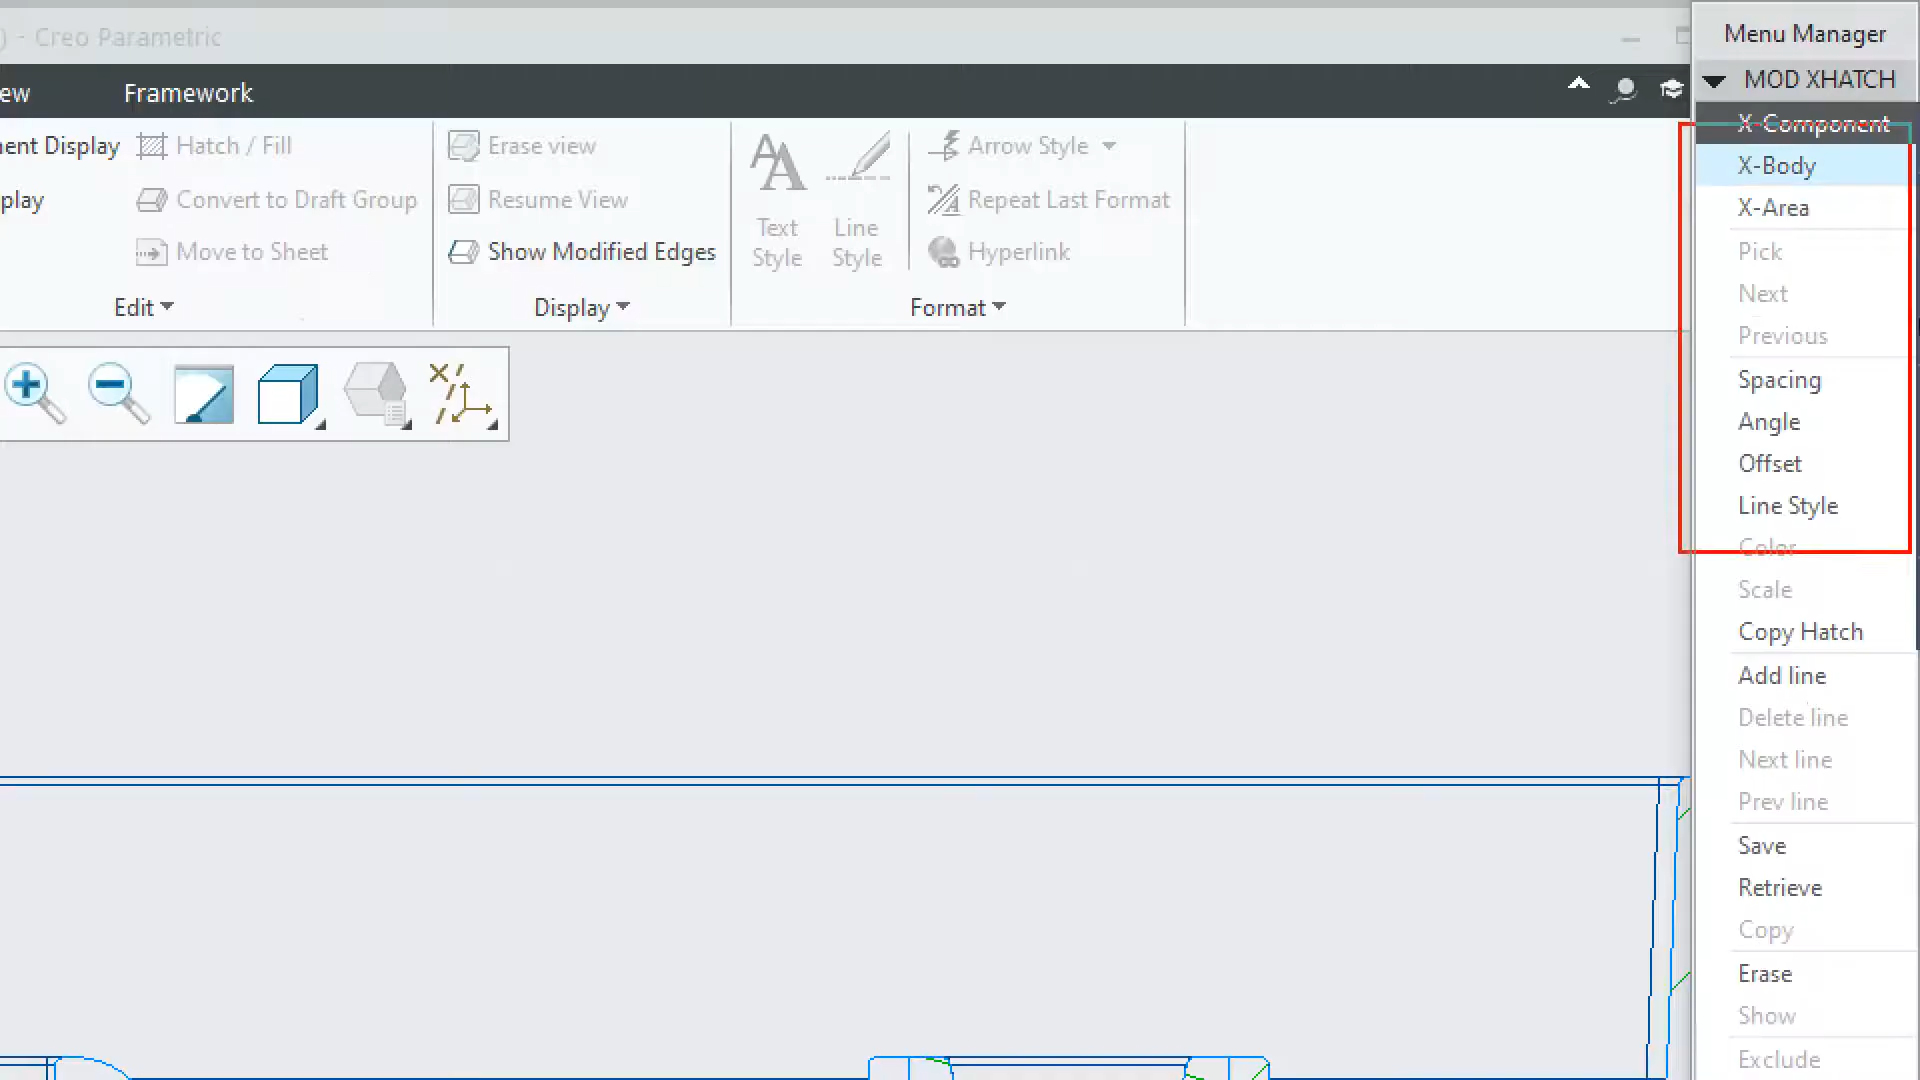 ) - Creo Parametric
Menu Manager
MOD XHATCH
ew
Framework
X-Component
X-Body
X-Area
Pick
Next
Previous
Spacing
Angle
Offset
Line Style
Color
Scale
Copy Hatch
Add line
Delete line
Next line
Prev line
Save
Retrieve
Copy
Erase
Show
Exclude
ent Display
Hatch / Fill
play
Convert to Draft Group
Move to Sheet
Edit
Erase view
Resume View
Show Modified Edges
Display
Text
Style
Line
Style
Arrow Style
Repeat Last Format
Hyperlink
Format